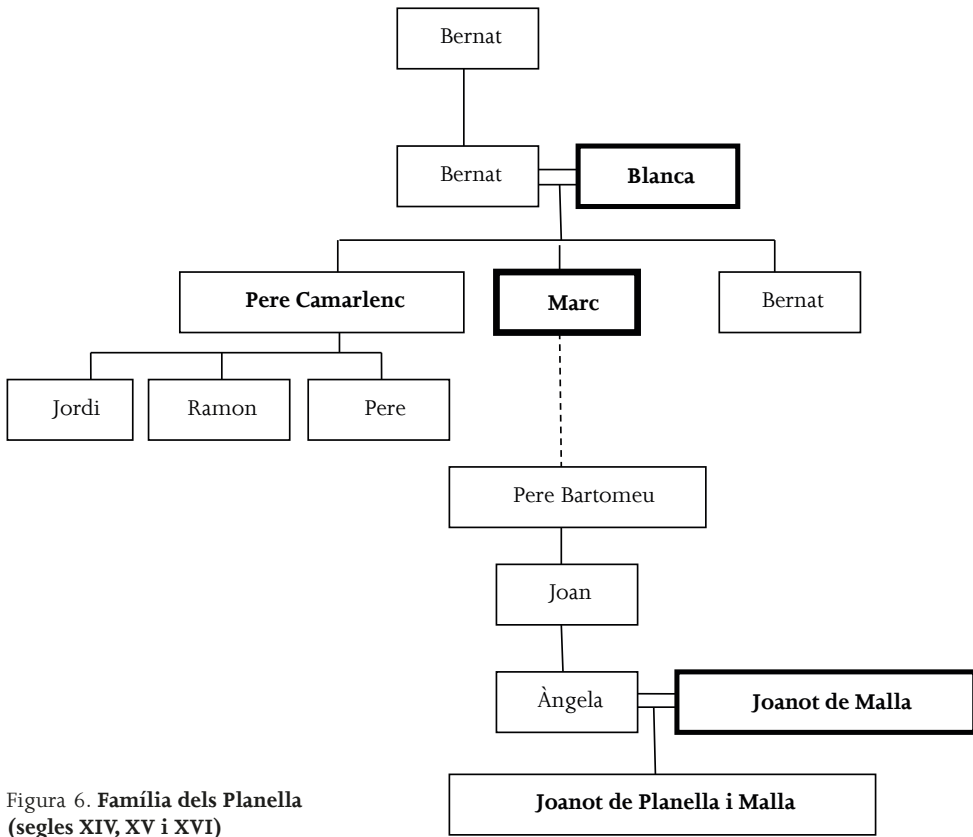 Bernat
Bernat
Blanca
Pere Camarlenc
Marc
Bernat
Jordi
Ramon
Pere
Pere Bartomeu
Joan
Àngela
Joanot de Malla
Joanot de Planella i Malla
Figura 6. Família dels Planella
(segles XIV, XV i XVI)